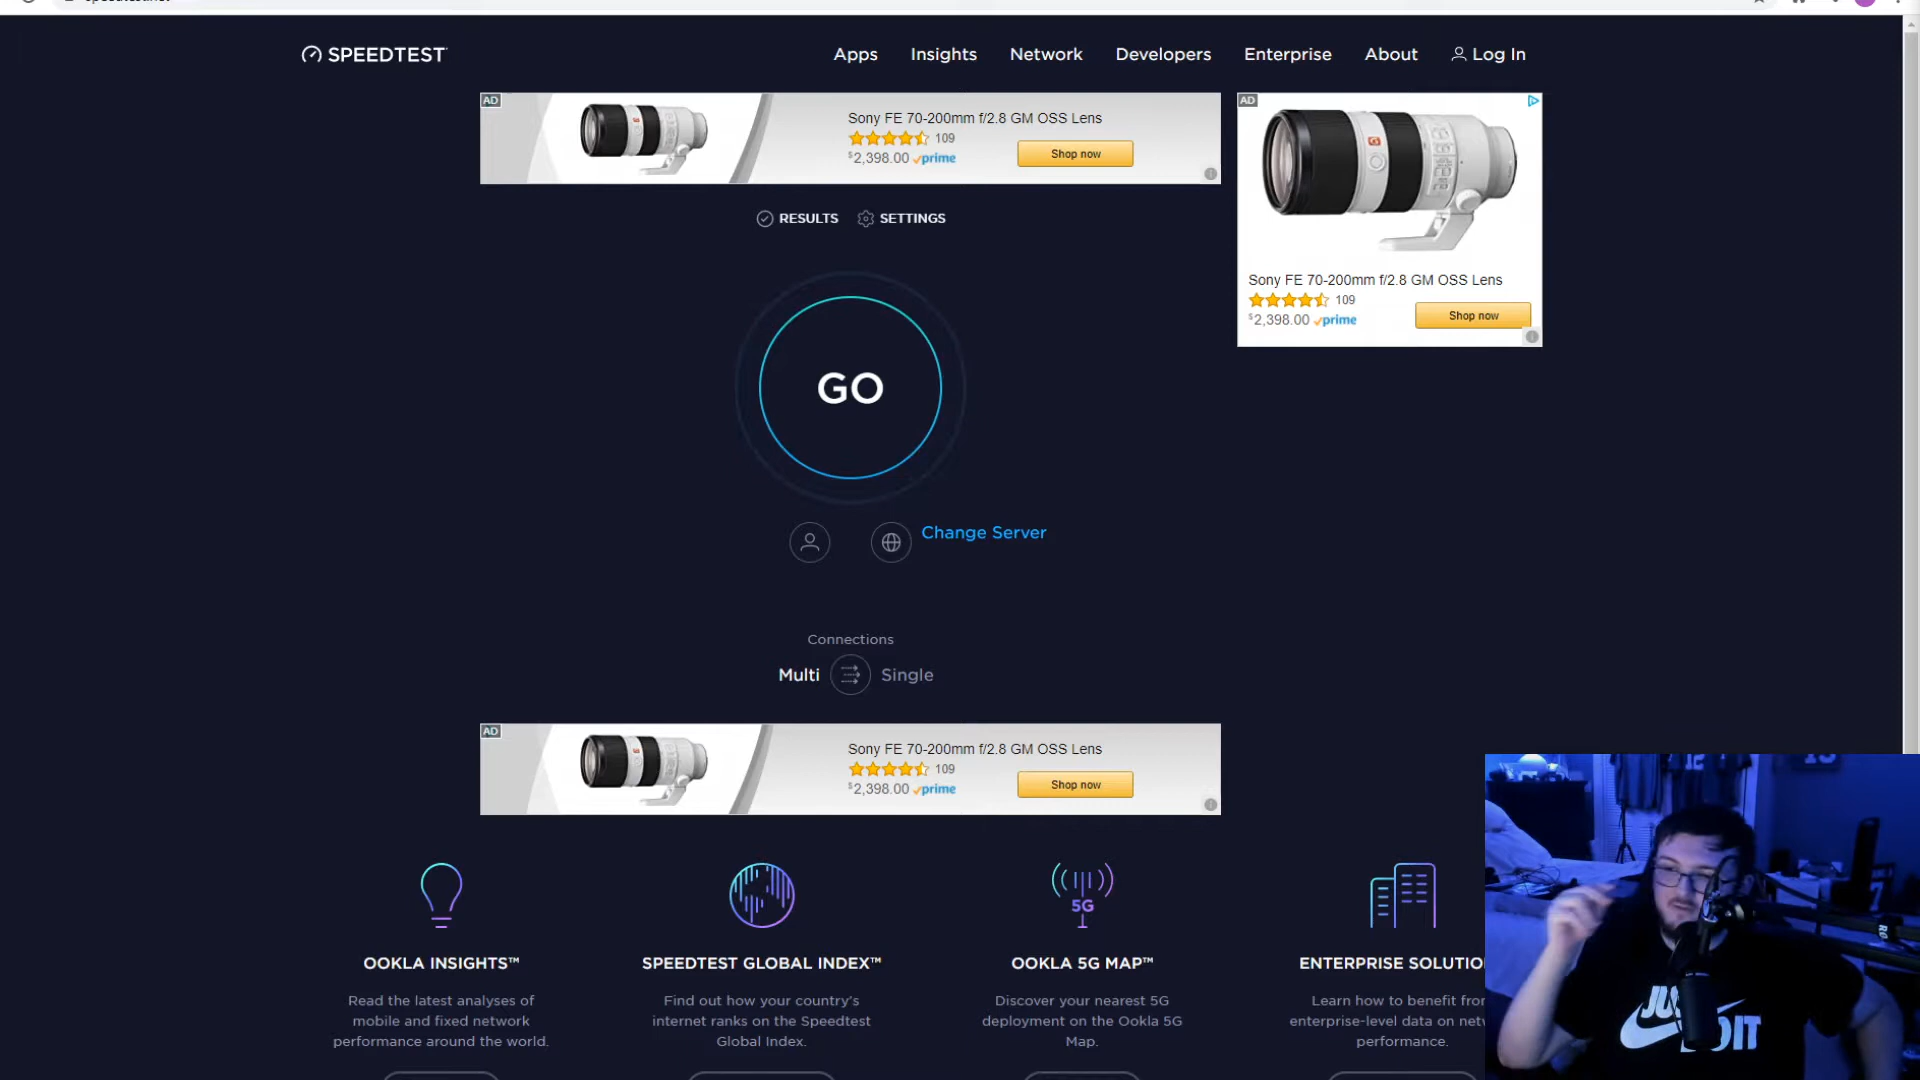 SPEEDTEST
Apps Insights Network Developers Enterprise About Log In
AD
Sony FE 70-200mm f/2.8 GM OSS Lens
109
$2,398.00 prime
Shop now
AD
Sony FE 70-200mm f/2.8 GM OSS Lens
109
$2,398.00 prime
Shop now
RESULTS SETTINGS
GO
Change Server
Connections
Multi Single
AD
Sony FE 70-200mm f/2.8 GM OSS Lens
109
$2,398.00 prime
Shop now
5G
OOKLA INSIGHTS™
Read the latest analyses of
mobile and fixed network
performance around the world.
SPEEDTEST GLOBAL INDEX™
Find out how your country's
internet ranks on the Speedtest
Global Index.
OOKLA 5G MAP™
Discover your nearest 5G
deployment on the Ookla 5G
Map.
ENTERPRISE SOLUTIO
Learn how to benefit from
enterprise-level data on netw
performance.
JUST
DO IT